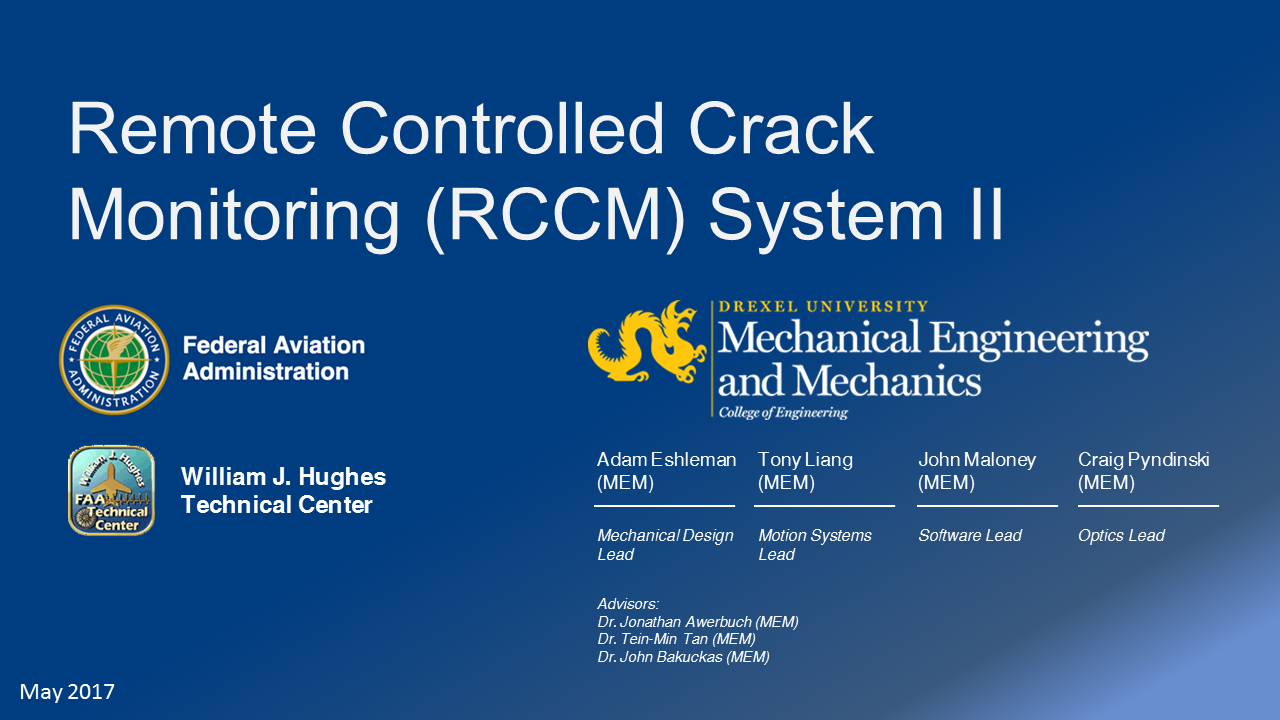 Remote Controlled Crack
Monitoring (RCCM) System II
FEDERAL AVIATION
ADMINISTRATION
Federal Aviation
Administration
DREXEL UNIVERSITY
Mechanical Engineering
and Mechanics
College of Engineering
William J. Hughes
FAA
Technical
Center
William J. Hughes
Technical Center
Adam Eshleman
(MEM)
Mechanical Design
Lead
Tony Liang
(MEM)
Motion Systems
Lead
John Maloney
(MEM)
Software Lead
Craig Pyndinski
(MEM)
Optics Lead
Advisors:
Dr. Jonathan Awerbuch (MEM)
Dr. Tein-Min Tan (MEM)
Dr. John Bakuckas (MEM)
May 2017